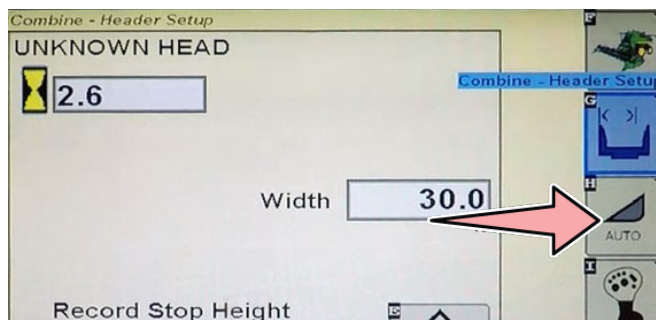 Combine - Header Setup
UNKNOWN HEAD
2.6
Combine - Header Setup
Width 30.0
AUTO
Record Stop Height
F
G
H
I
E